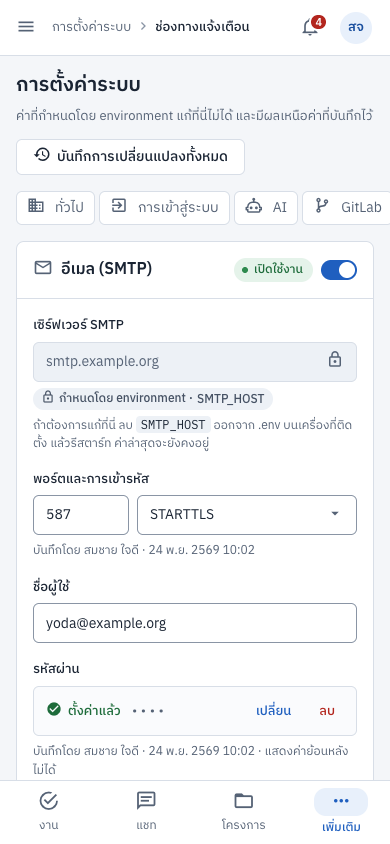 การตั้งค่าระบบ > ช่องทางแจ้งเตือน 4 สจ
การตั้งค่าระบบ
ค่าที่กำหนดโดย environment แก้ที่นี่ไม่ได้ และมีผลเหนือค่าที่บันทึกไว้
บันทึกการเปลี่ยนแปลงทั้งหมด
ทั่วไป การเข้าสู่ระบบ AI GitLab
อีเมล (SMTP) เปิดใช้งาน
เซิร์ฟเวอร์ SMTP
smtp.example.org
กำหนดโดย environment · SMTP_HOST
ถ้าต้องการแก้ที่นี่ ลบ SMTP_HOST ออกจาก .env บนเครื่องที่ติด
ตั้ง แล้วรีสตาร์ท ค่าล่าสุดจะยังคงอยู่
พอร์ตและการเข้ารหัส
587 STARTTLS
บันทึกโดย สมชาย ใจดี · 24 พ.ย. 2569 10:02
ชื่อผู้ใช้
yoda@example.org
รหัสผ่าน
ตั้งค่าแล้ว •••• เปลี่ยน ลบ
บันทึกโดย สมชาย ใจดี · 24 พ.ย. 2569 10:02 · แสดงค่าย้อนหลัง
ไม่ได้
งาน แชท โครงการ เพิ่มเติม